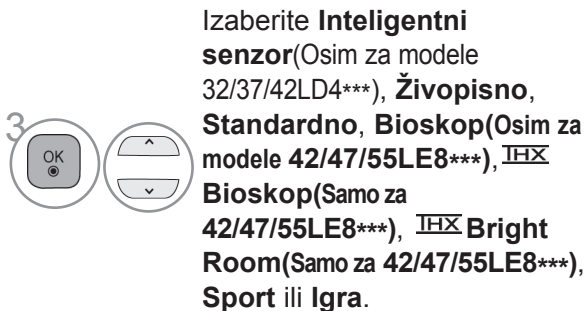 Izaberite Inteligentni
senzor(Osim za modele
32/37/42LD4***), Živopisno,
3
OK
Standardno, Bioskop(Osim za
modele 42/47/55LE8***), THX
Bioskop(Samo za
42/47/55LE8***), THX Bright
Room(Samo za 42/47/55LE8***),
Sport ili Igra.